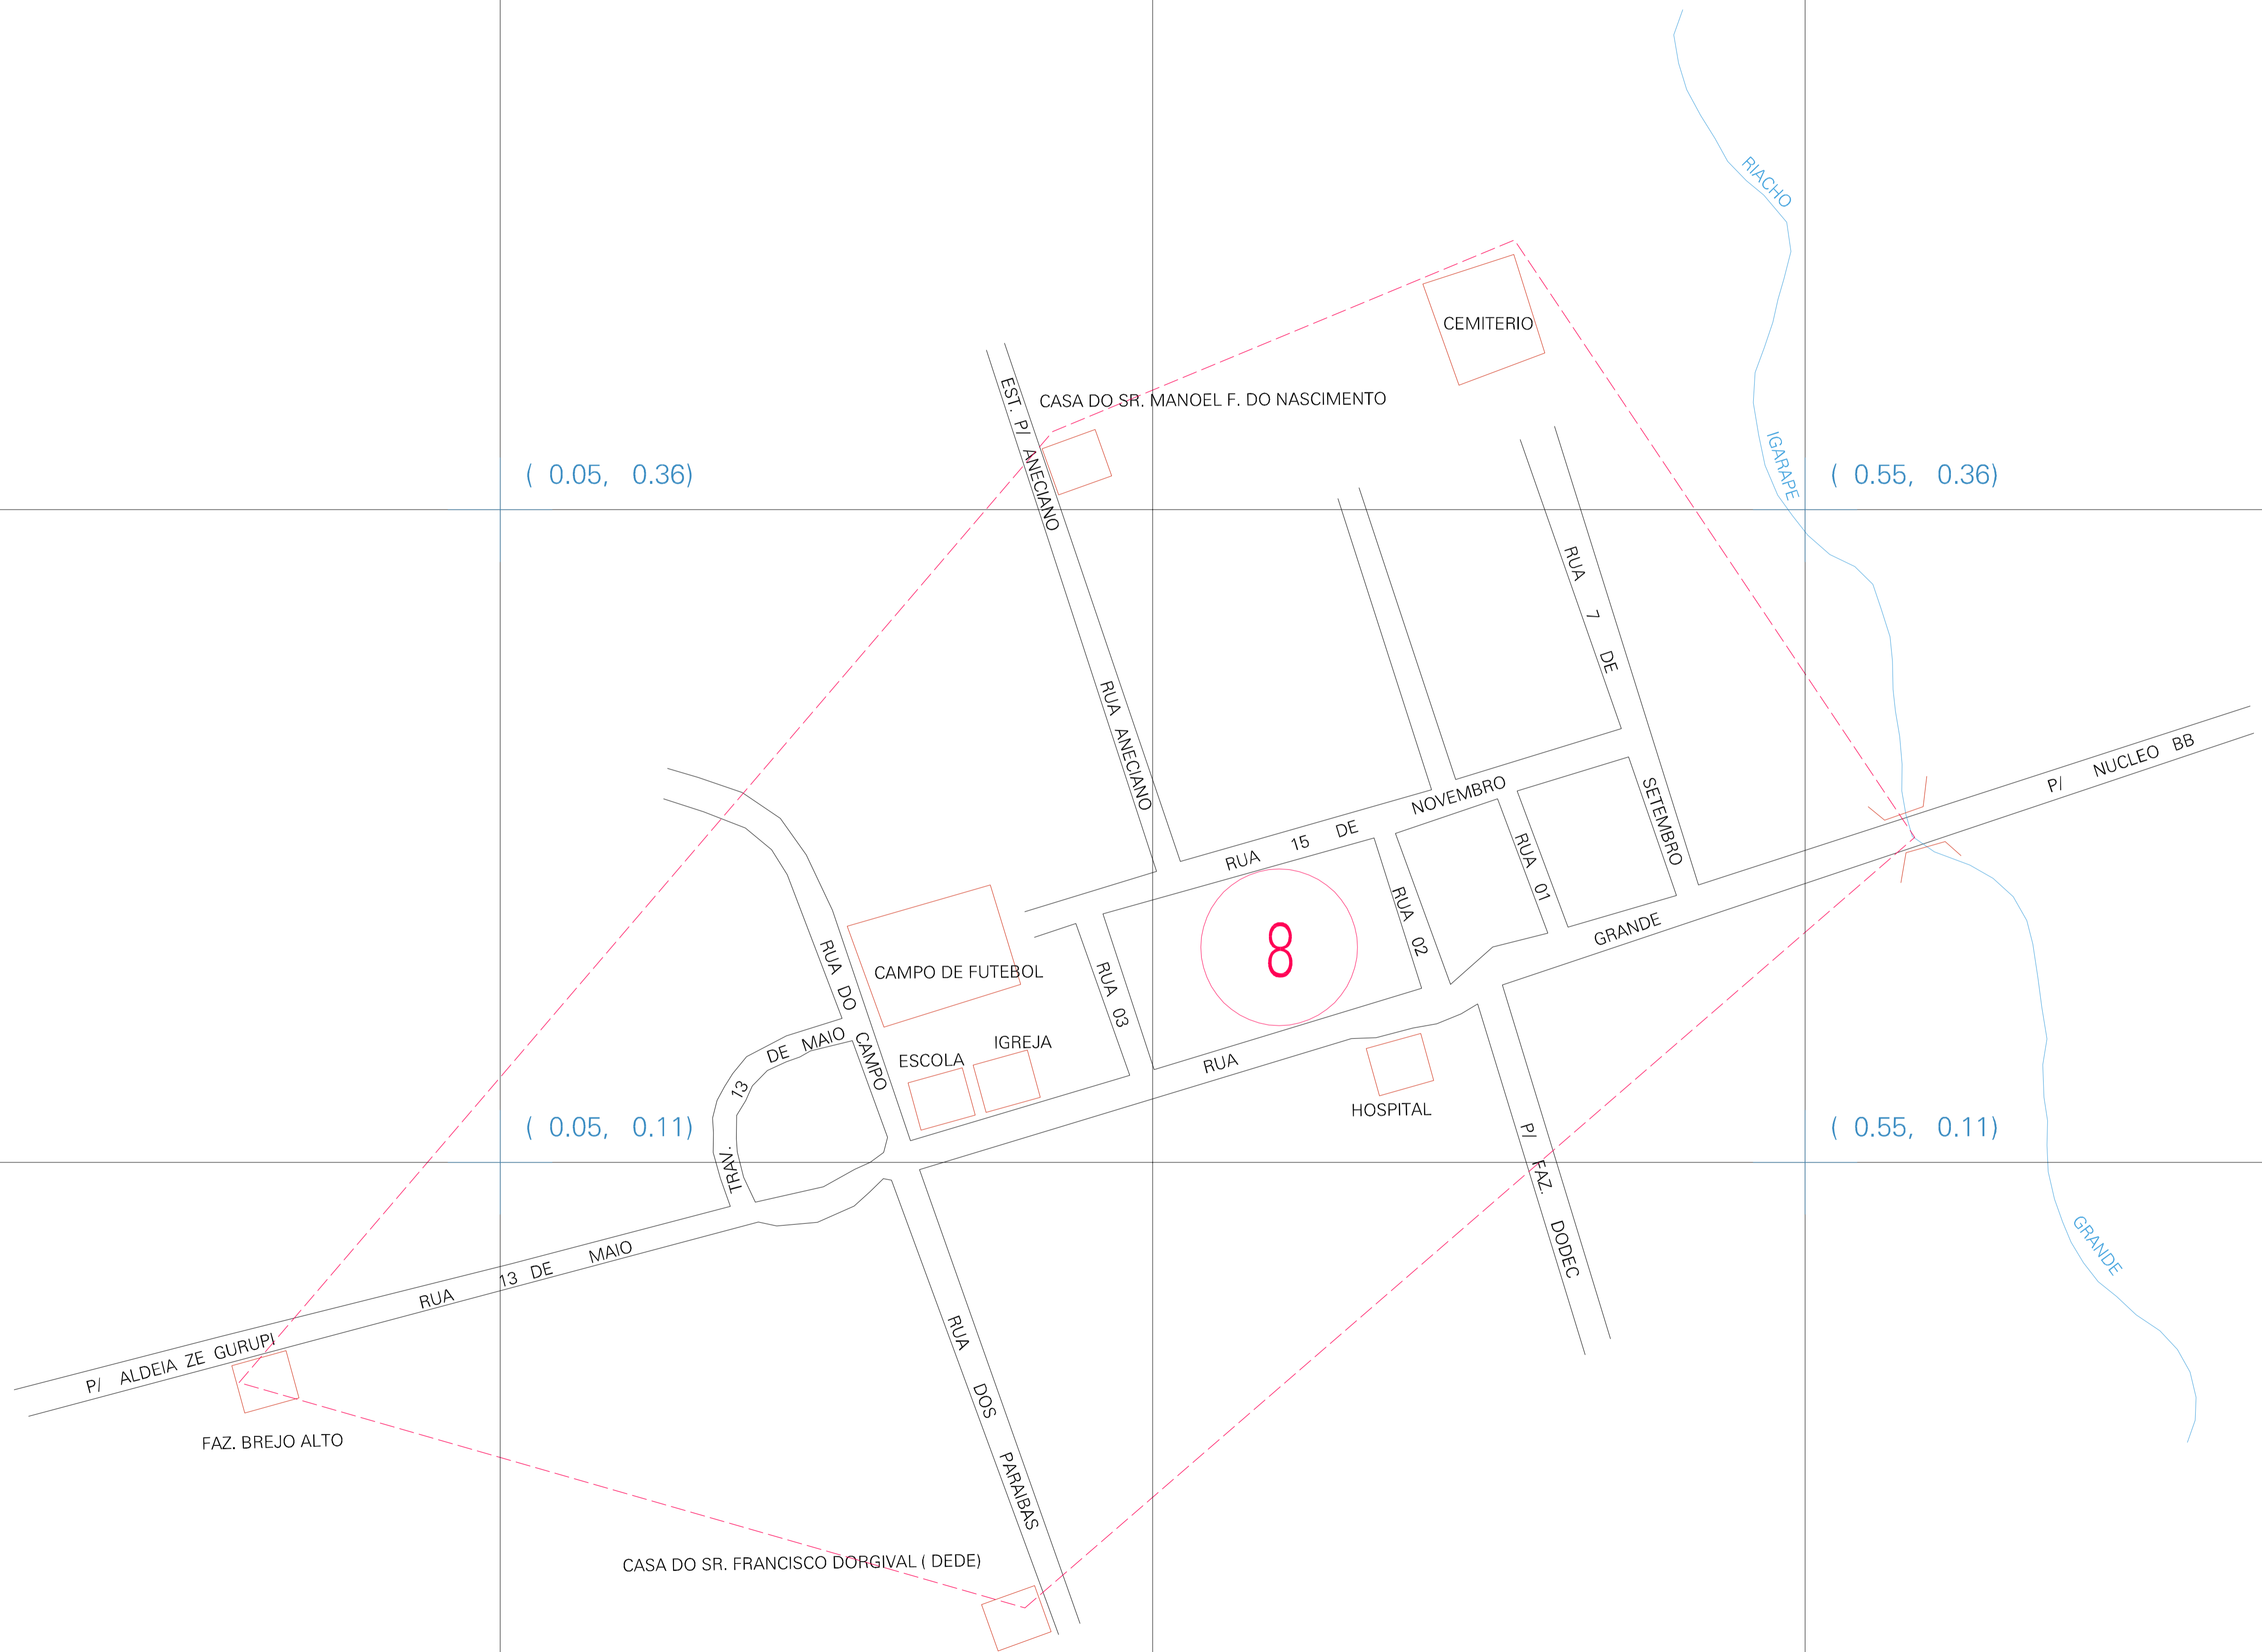 RIACHO
CEMITERIO
EST. P/ ANECIANO
CASA DO SR. MANOEL F. DO NASCIMENTO
IGARAPE
( 0.05, 0.36)
( 0.55, 0.36)
RUA 7 DE SETEMBRO
RUA ANECIANO
P/ NUCLEO BB
RUA 15 DE NOVEMBRO
RUA 01
RUA 02
RUA DO CAMPO
CAMPO DE FUTEBOL
RUA 03
8
RUA GRANDE
TRAV. 13 DE MAIO
ESCOLA
IGREJA
HOSPITAL
( 0.05, 0.11)
( 0.55, 0.11)
P/ FAZ. DODEC
GRANDE
RUA 13 DE MAIO
P/ ALDEIA ZE GURUPI
FAZ. BREJO ALTO
RUA DOS PARAIBAS
CASA DO SR. FRANCISCO DORGIVAL ( DEDE)